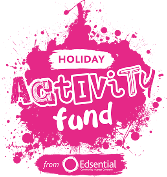 HOLIDAY
ACTIVITY
fund
from Edsential